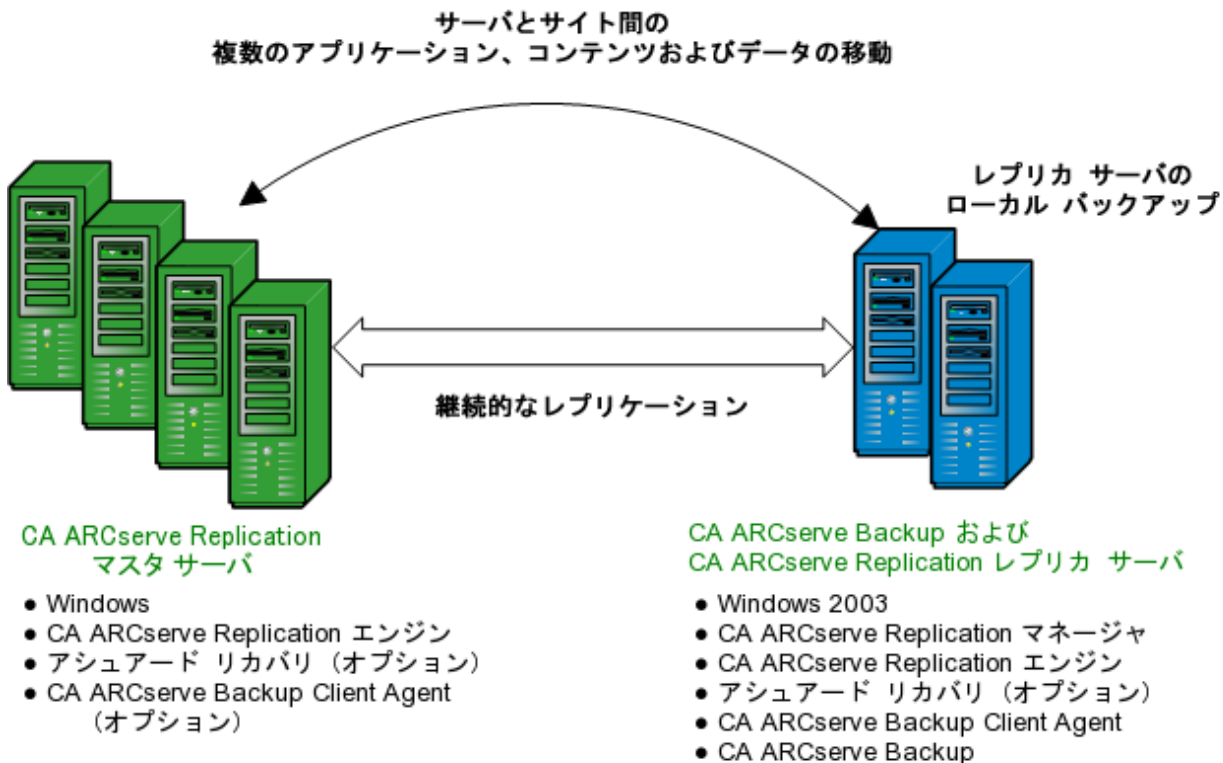 サーバとサイト間の
複数のアプリケーション、コンテンツおよびデータの移動
レプリカ サーバの
ローカル バックアップ
継続的なレプリケーション
CA ARCserve Replication
マスタ サーバ
● Windows
● CA ARCserve Replication エンジン
● アシュアード リカバリ（オプション）
● CA ARCserve Backup Client Agent
（オプション）
CA ARCserve Backup および
CA ARCserve Replication レプリカ サーバ
● Windows 2003
● CA ARCserve Replication マネージャ
● CA ARCserve Replication エンジン
● アシュアード リカバリ（オプション）
● CA ARCserve Backup Client Agent
● CA ARCserve Backup